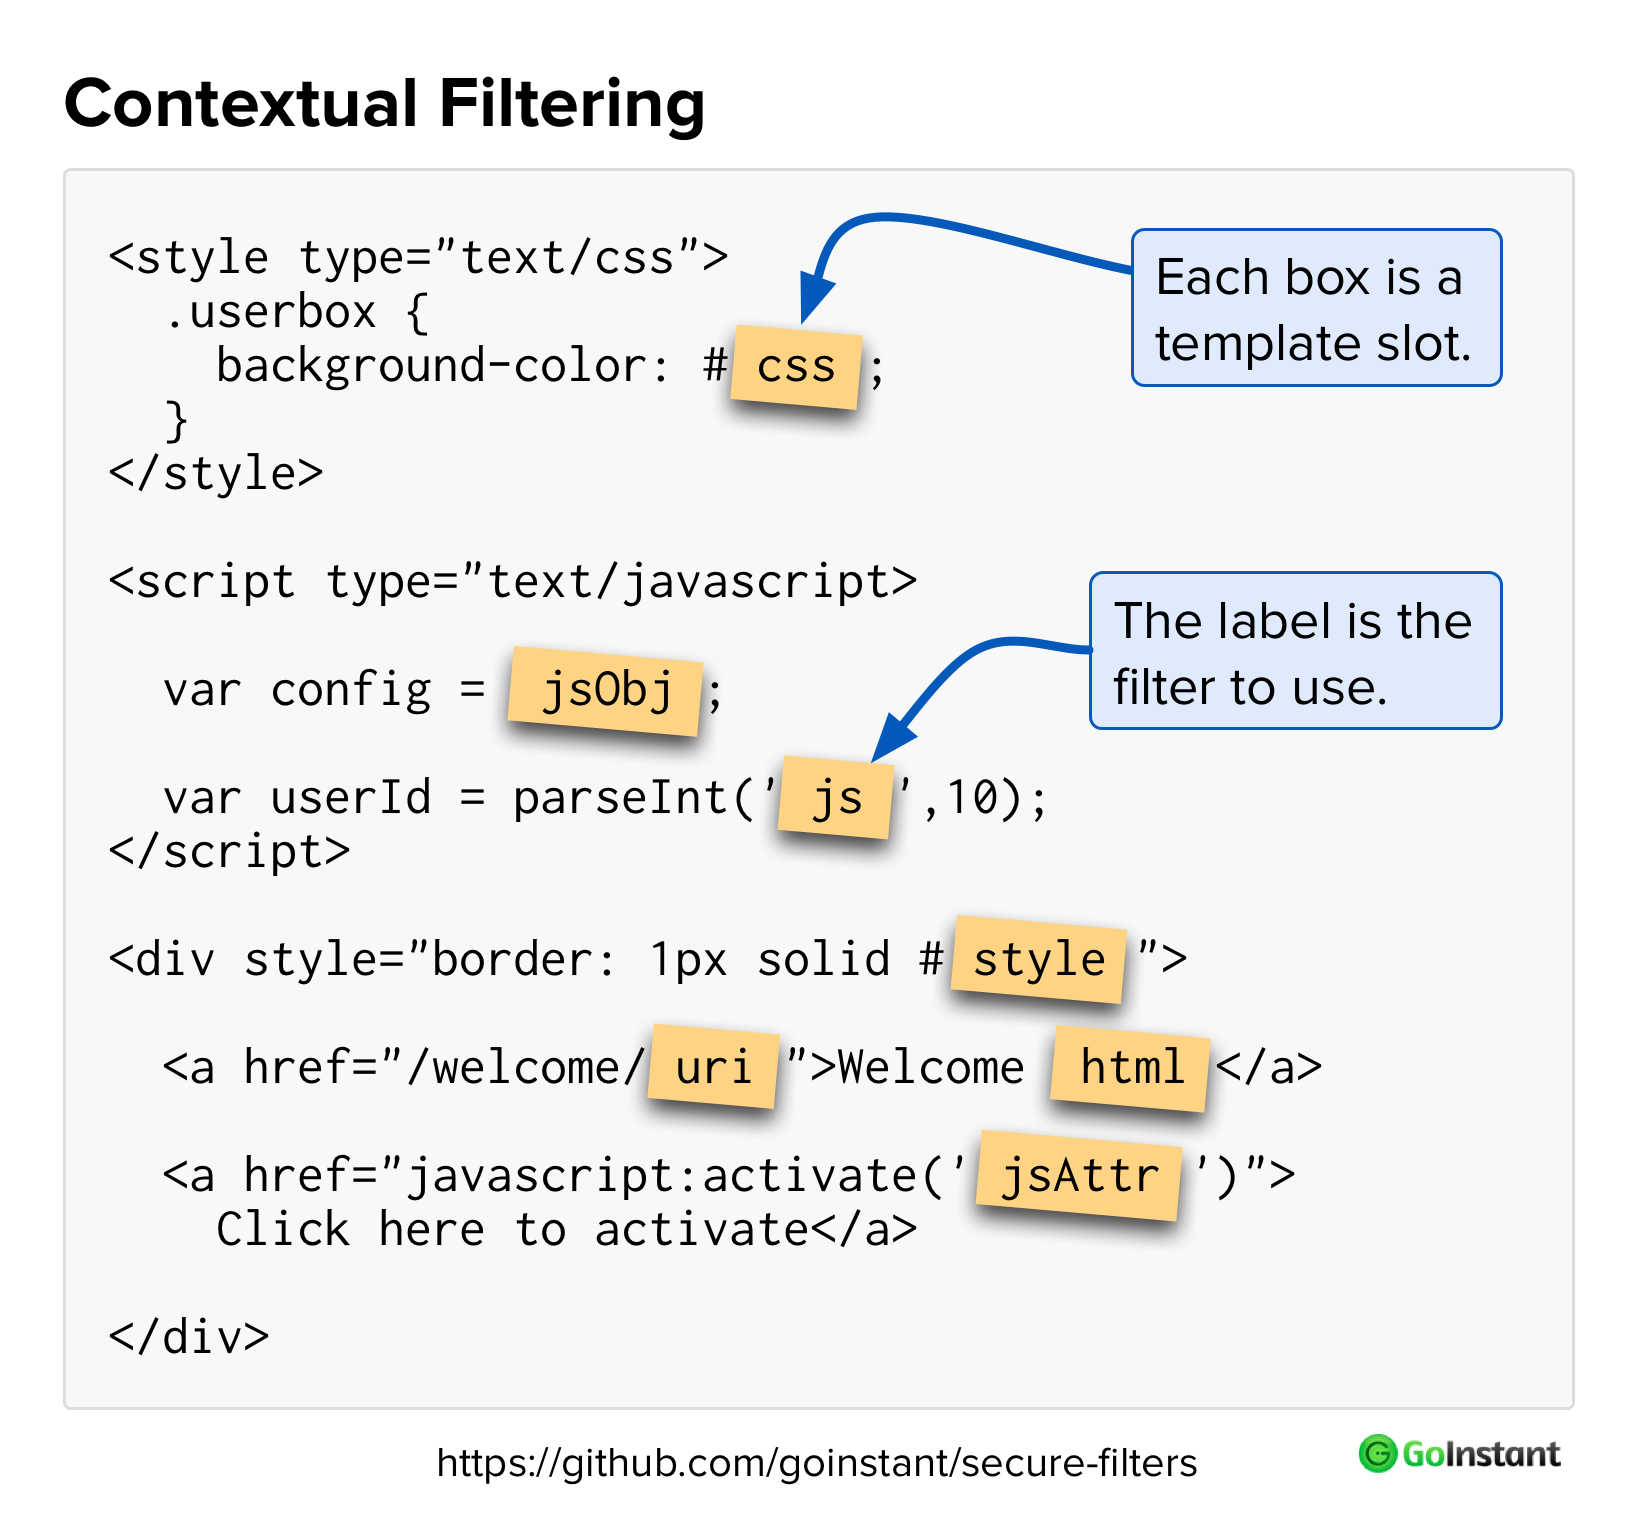 Contextual Filtering
<style type="text/css">
  .userbox {
    background-color: # css ;
  }
</style>
Each box is a
template slot.
<script type="text/javascript>
  var config = jsObj ;
  var userId = parseInt(' js ',10);
</script>
The label is the
filter to use.
<div style="border: 1px solid # style ">
  <a href="/welcome/ uri ">Welcome html </a>
  <a href="javascript:activate(' jsAttr ')">
    Click here to activate</a>
</div>
https://github.com/goinstant/secure-filters
GoInstant